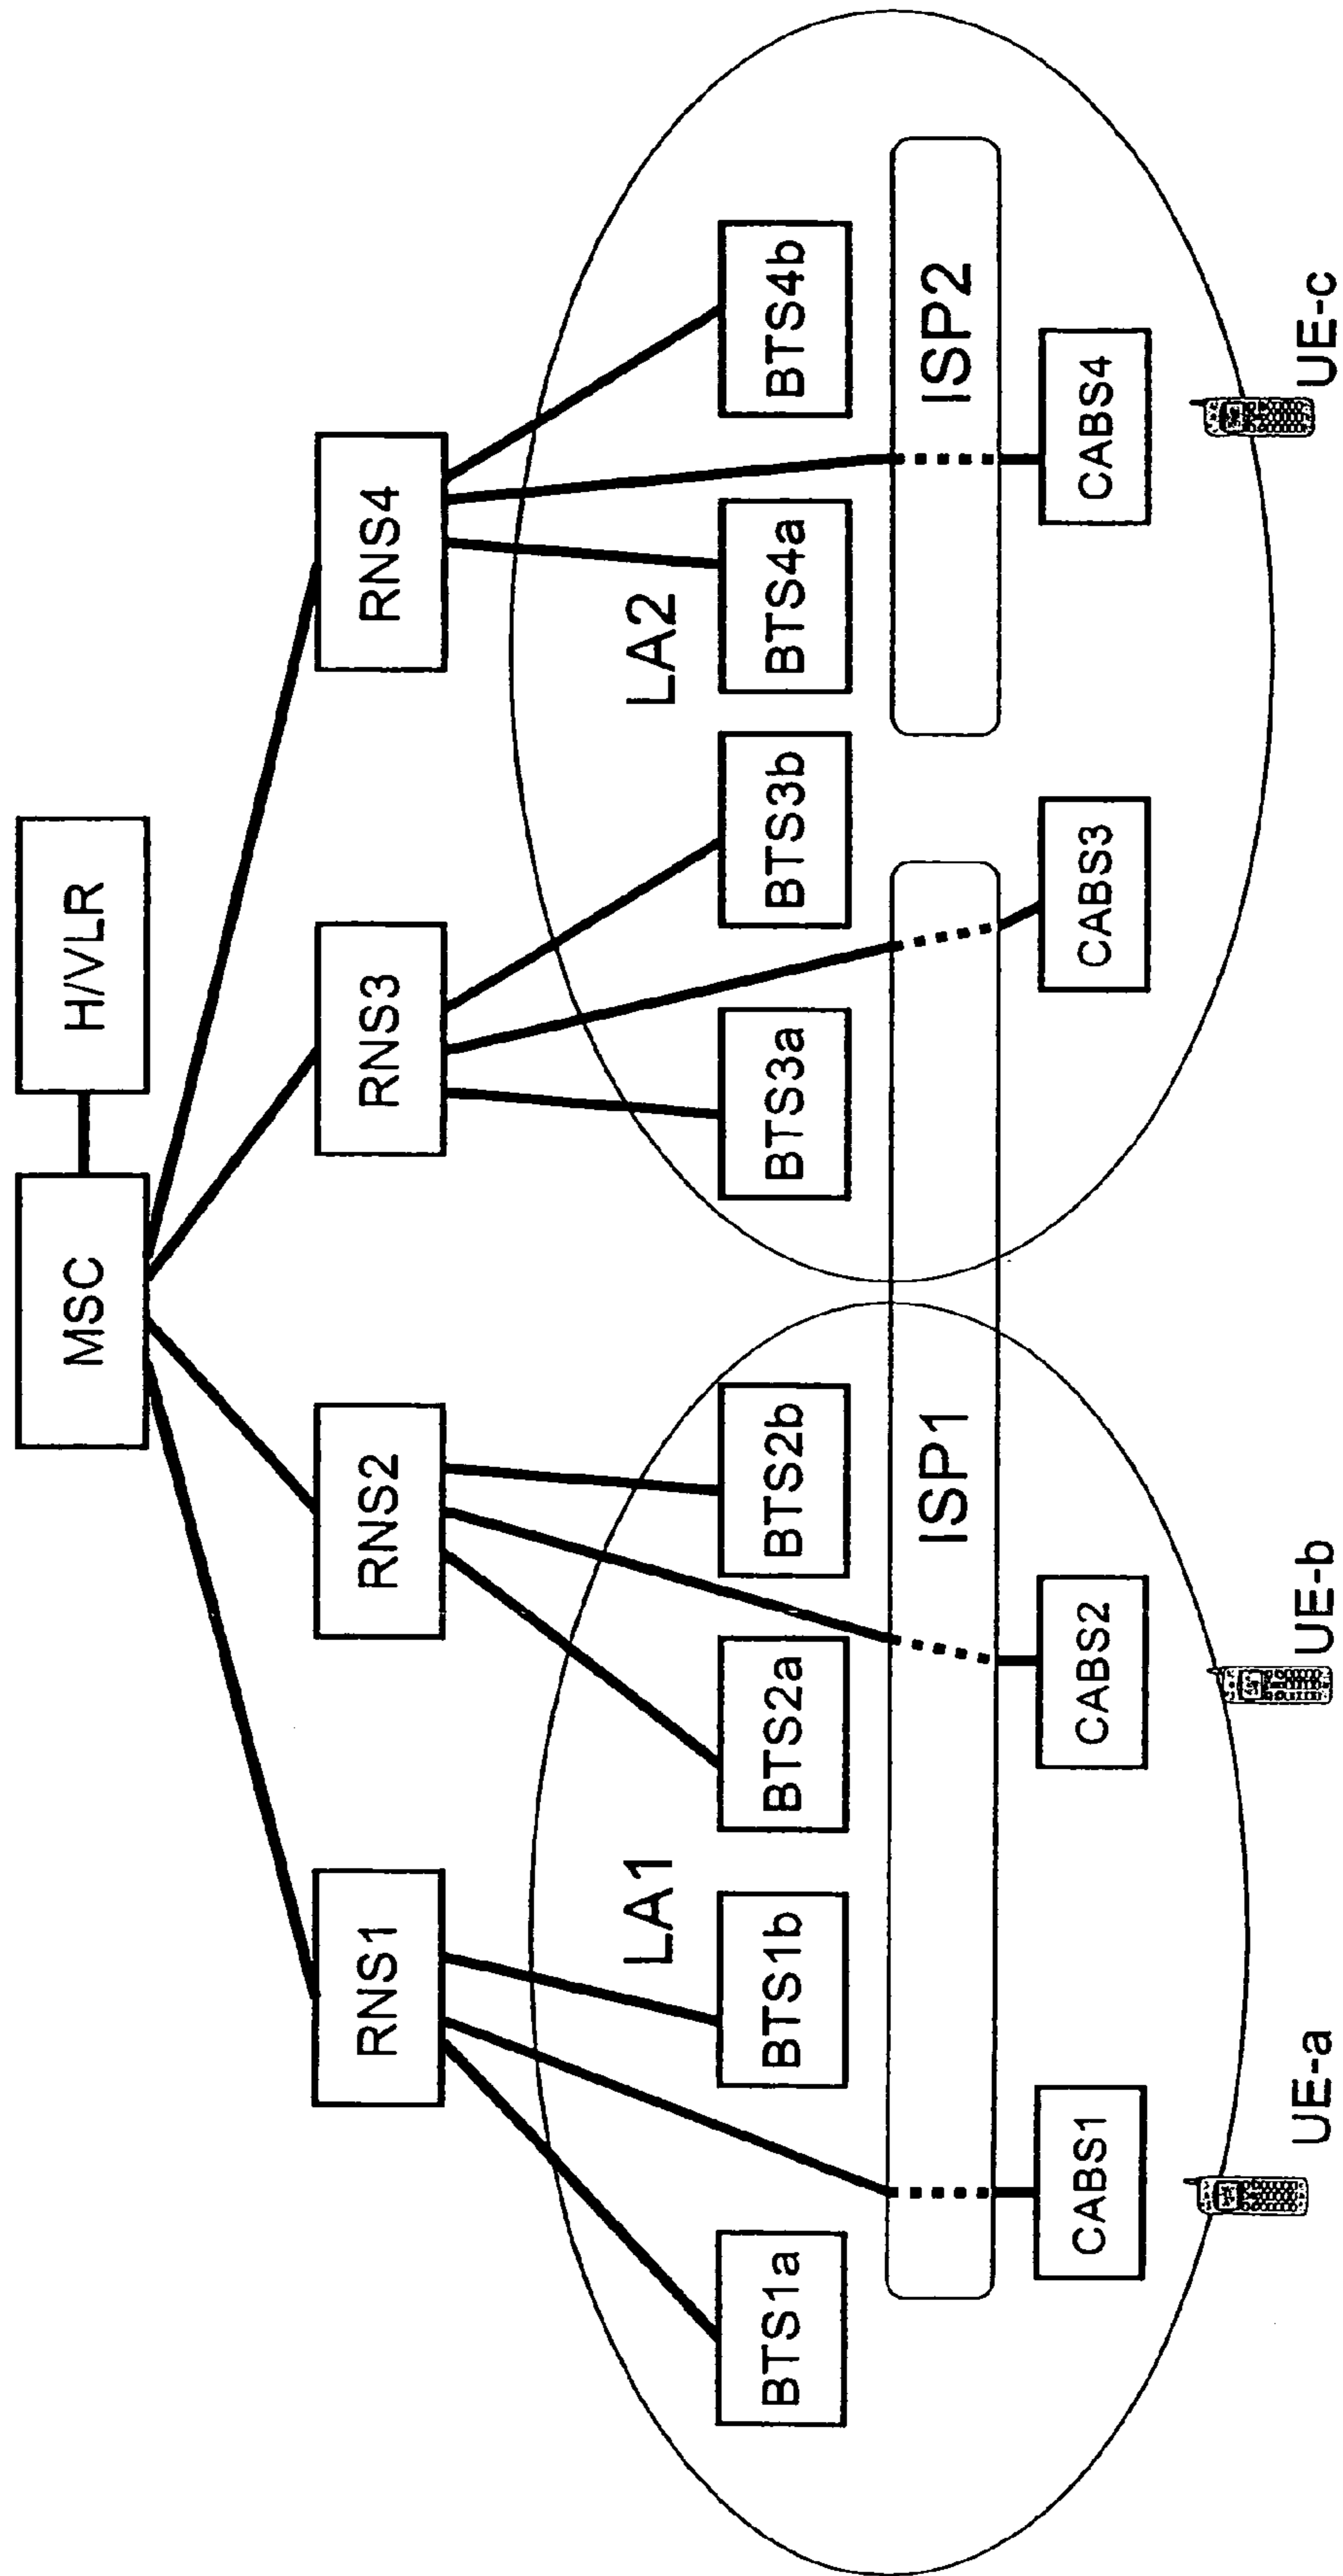 MSC
H/VLR
RNS1
RNS2
RNS3
RNS4
LA1
LA2
BTS1a
BTS1b
BTS2a
BTS2b
BTS3a
BTS3b
BTS4a
BTS4b
ISP1
ISP2
CABS1
CABS2
CABS3
CABS4
UE-a
UE-b
UE-c